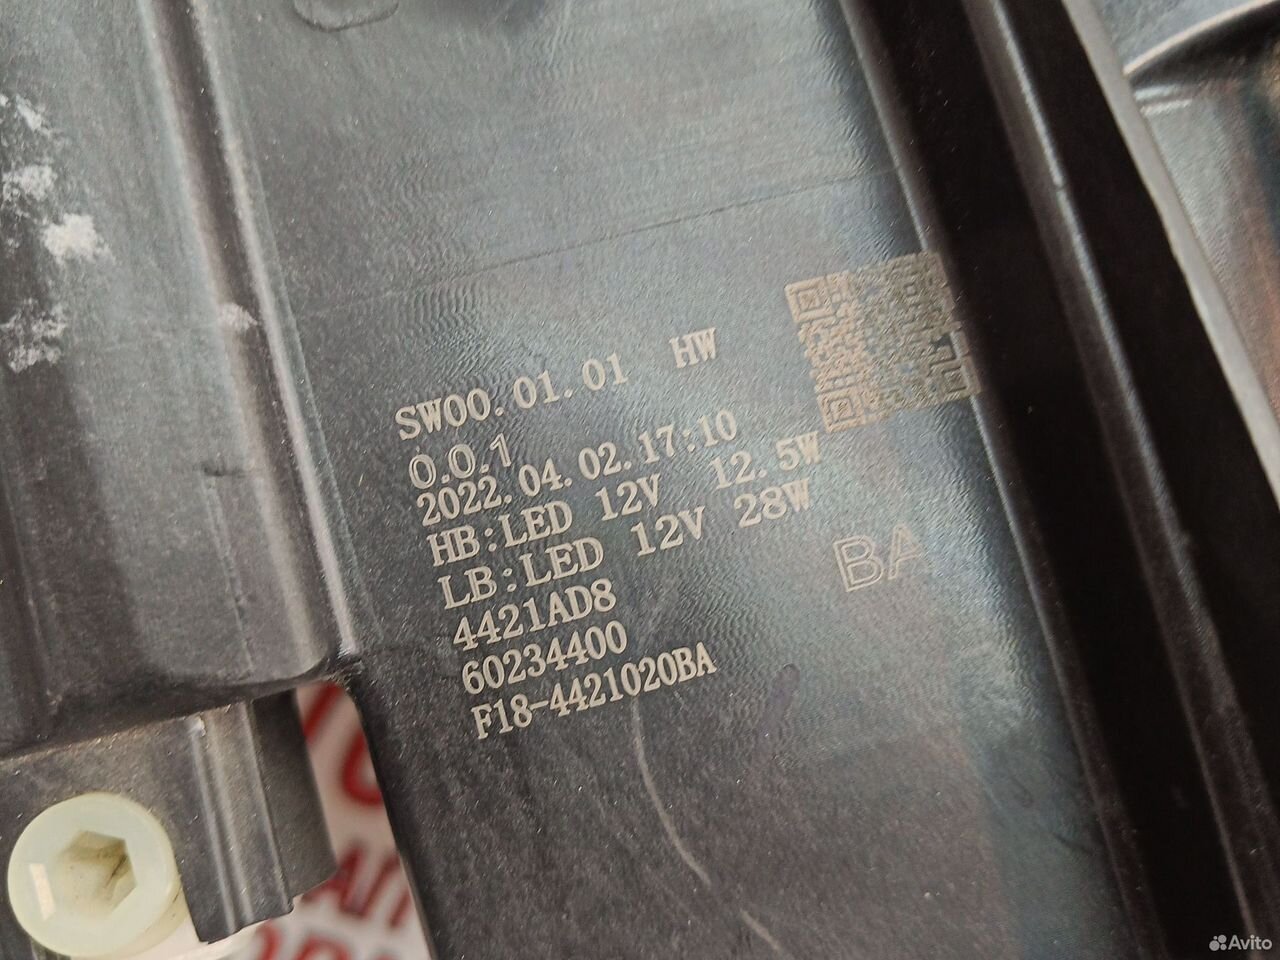 SW00.01.01 HW
0.0.1
2022.04.02.17:10
HB:LED 12V 12.5W
LB:LED 12V 28W
4421AD8
60234400
F18-4421020BA
BA
Avito